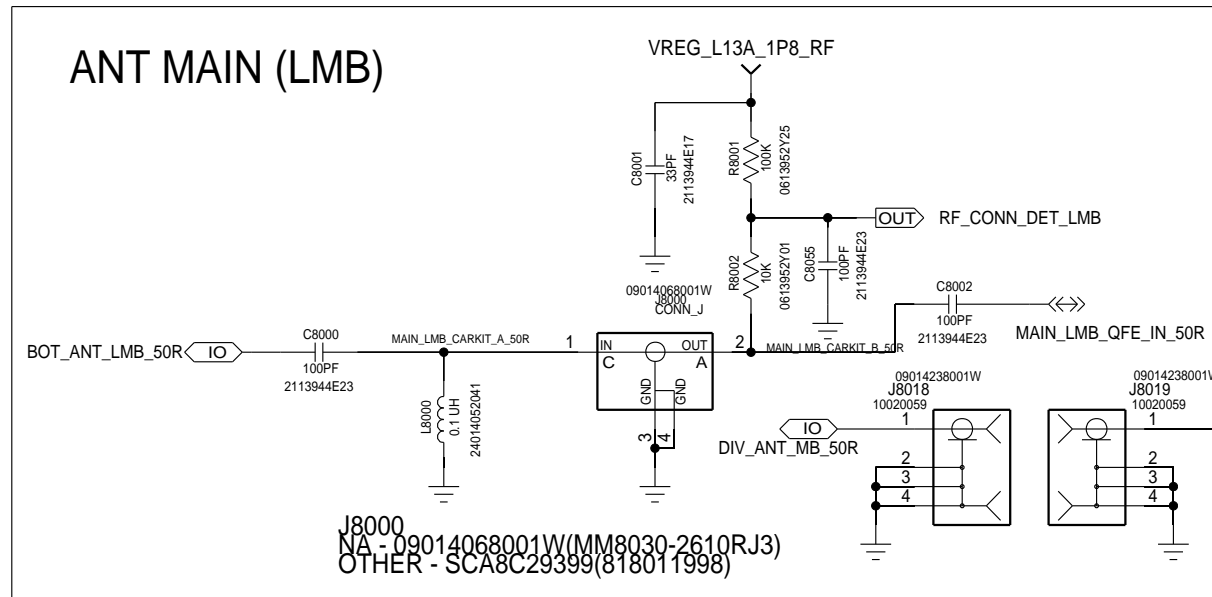 ANT MAIN (LMB)
VREG_L13A_1P8_RF
C8001
33PF
2113944E17
R8001
100K
0613952Y25
OUT
RF_CONN_DET_LMB
R8002
10K
0613952Y01
C8055
100PF
2113944E23
09014068001W
J8000
CONN_J
C8002
100PF
2113944E23
MAIN_LMB_QFE_IN_50R
BOT_ANT_LMB_50R
IO
C8000
100PF
2113944E23
MAIN_LMB_CARKIT_A_50R
1
IN
OUT
2
C
A
GND
GND
3
4
MAIN_LMB_CARKIT_B_50R
L8000
0.1 UH
24014052041
09014238001W
J8018
10020059
09014238001W
J8019
10020059
IO
DIV_ANT_MB_50R
1
2
3
4
1
2
3
4
J8000
NA - 09014068001W(MM8030-2610RJ3)
OTHER - SCA8C29399(818011998)